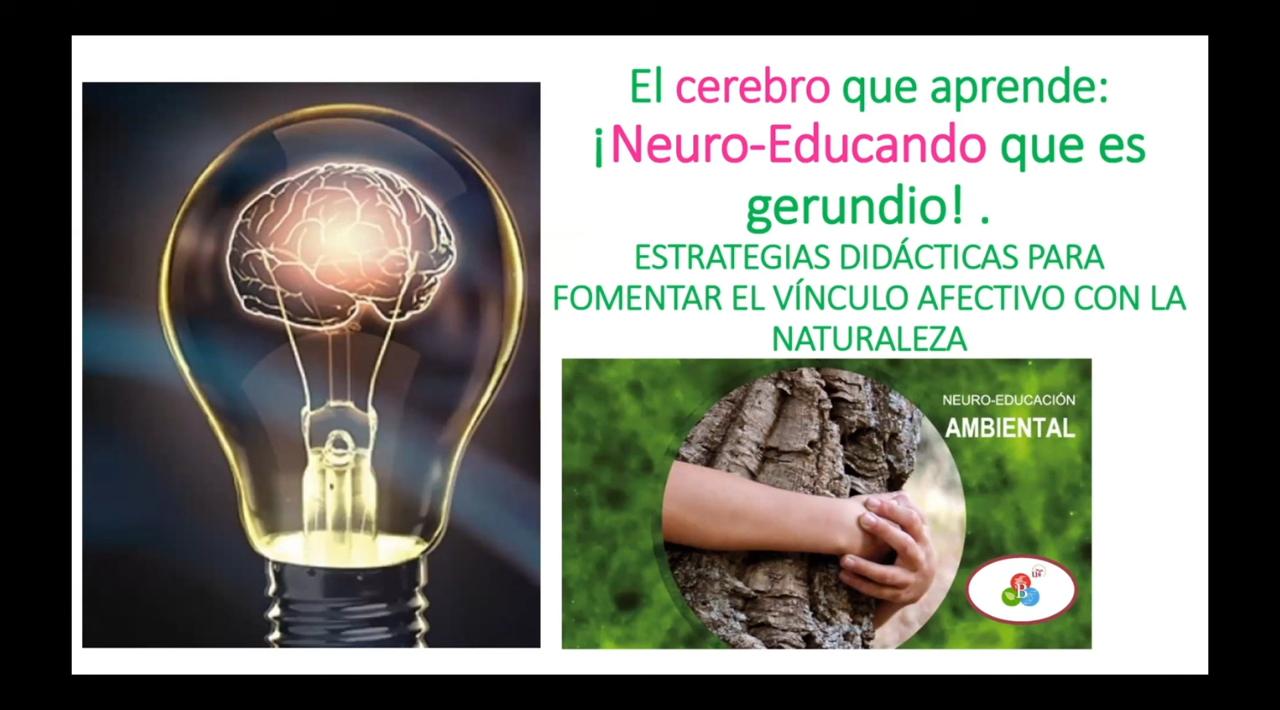 El cerebro que aprende:
¡Neuro-Educando que es
gerundio! .
ESTRATEGIAS DIDÁCTICAS PARA
FOMENTAR EL VÍNCULO AFECTIVO CON LA
NATURALEZA
NEURO-EDUCACIÓN
AMBIENTAL
B